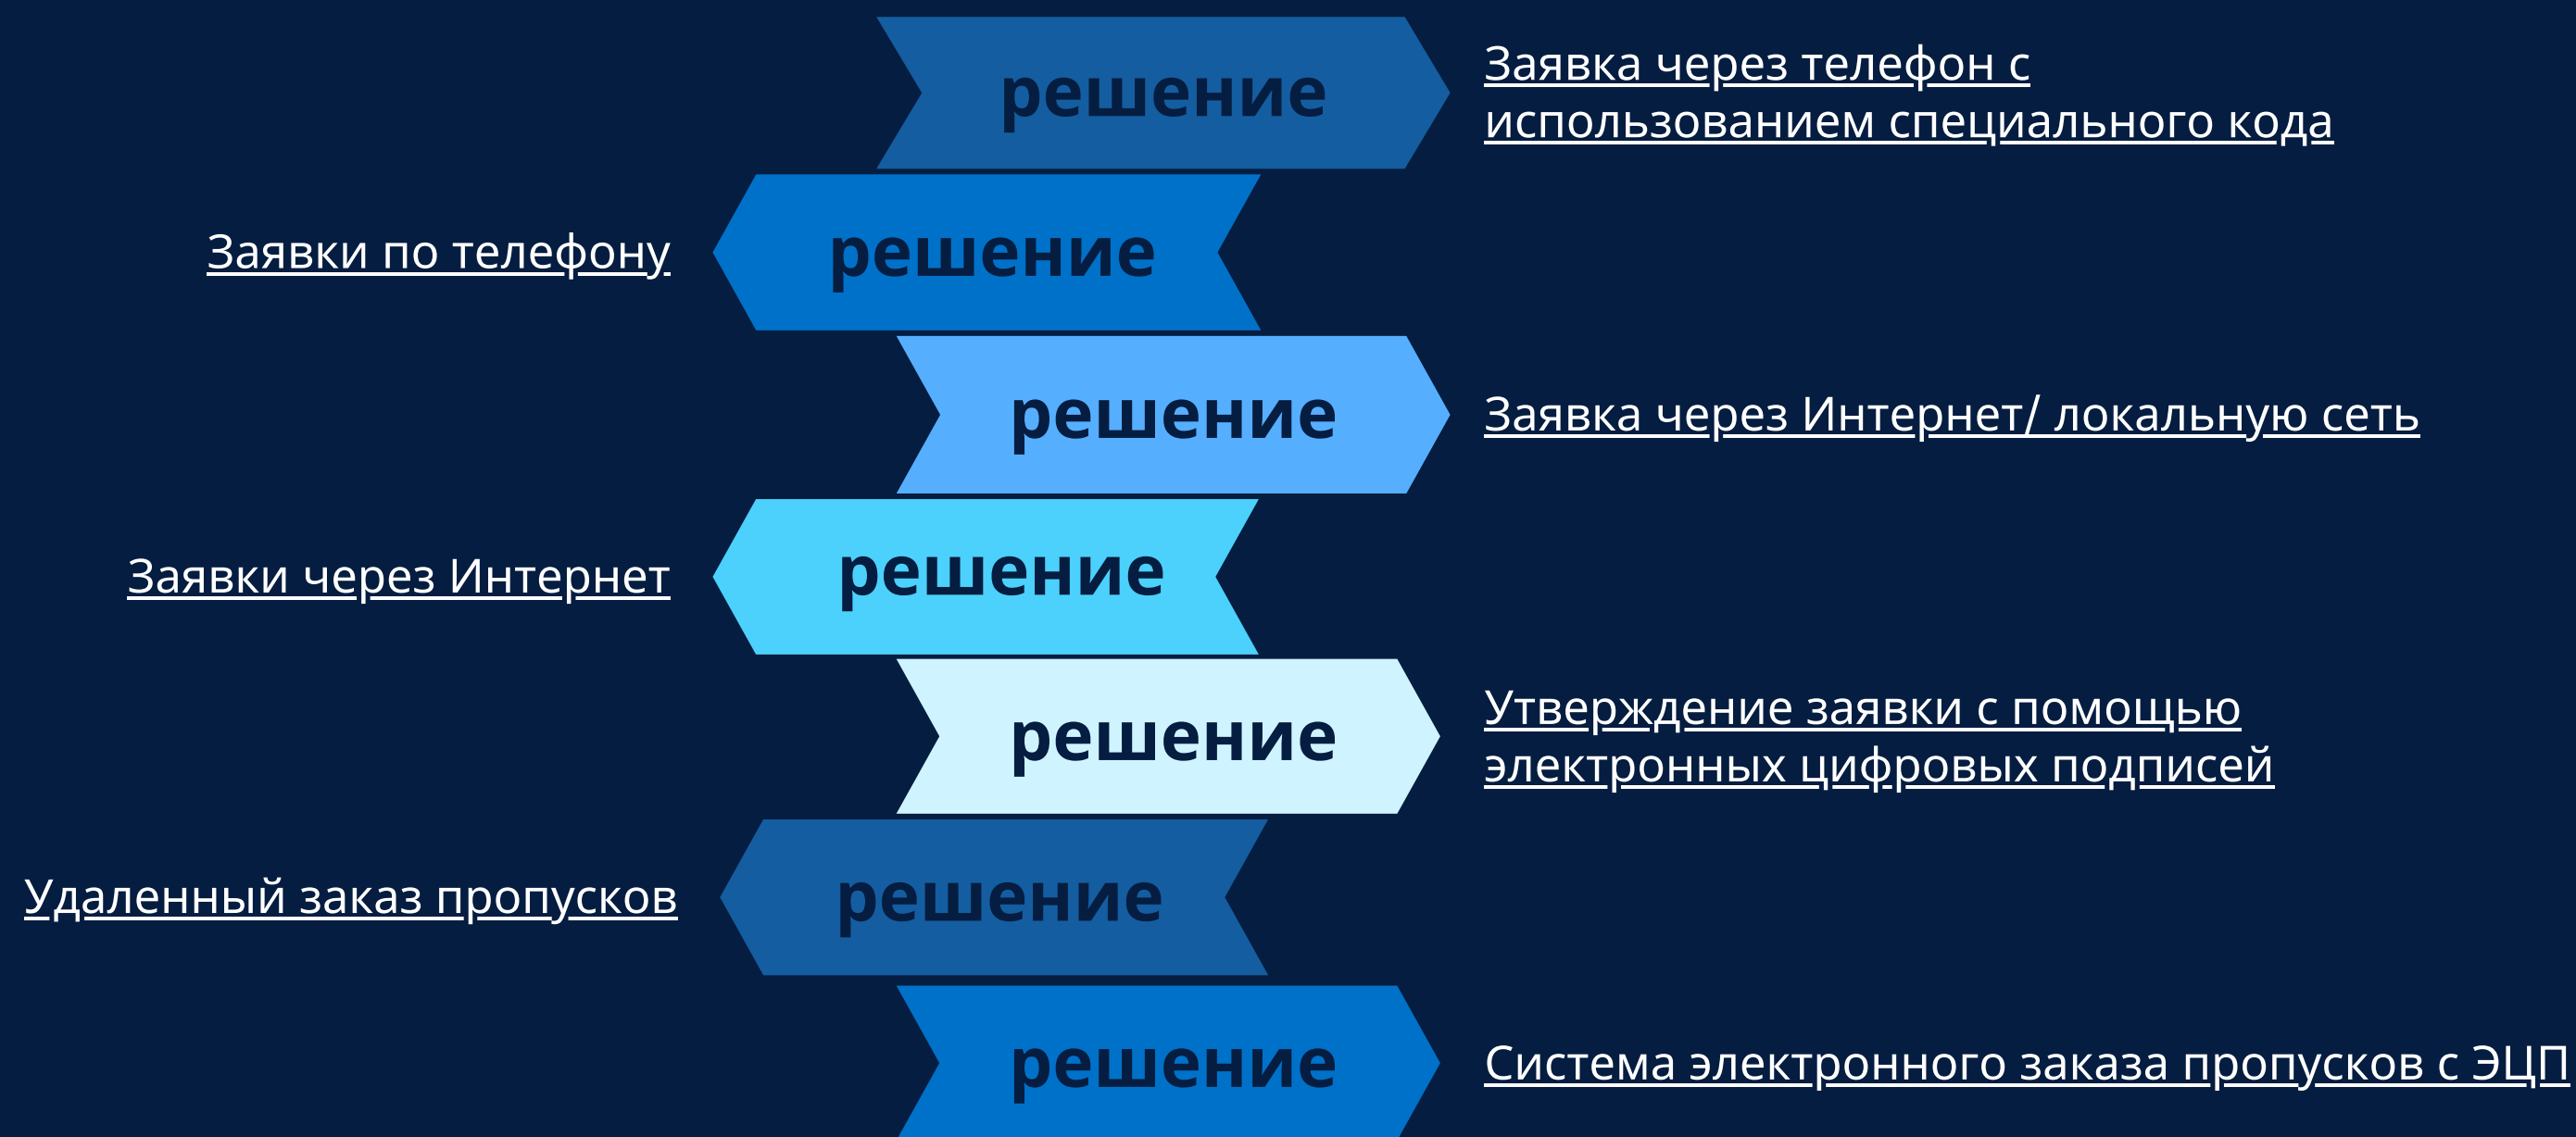 решение
Заявка через телефон с
использованием специального кода
Заявки по телефону
решение
решение
Заявка через Интернет/ локальную сеть
Заявки через Интернет
решение
решение
Утверждение заявки с помощью
электронных цифровых подписей
Удаленный заказ пропусков
решение
решение
Система электронного заказа пропусков с ЭЦП